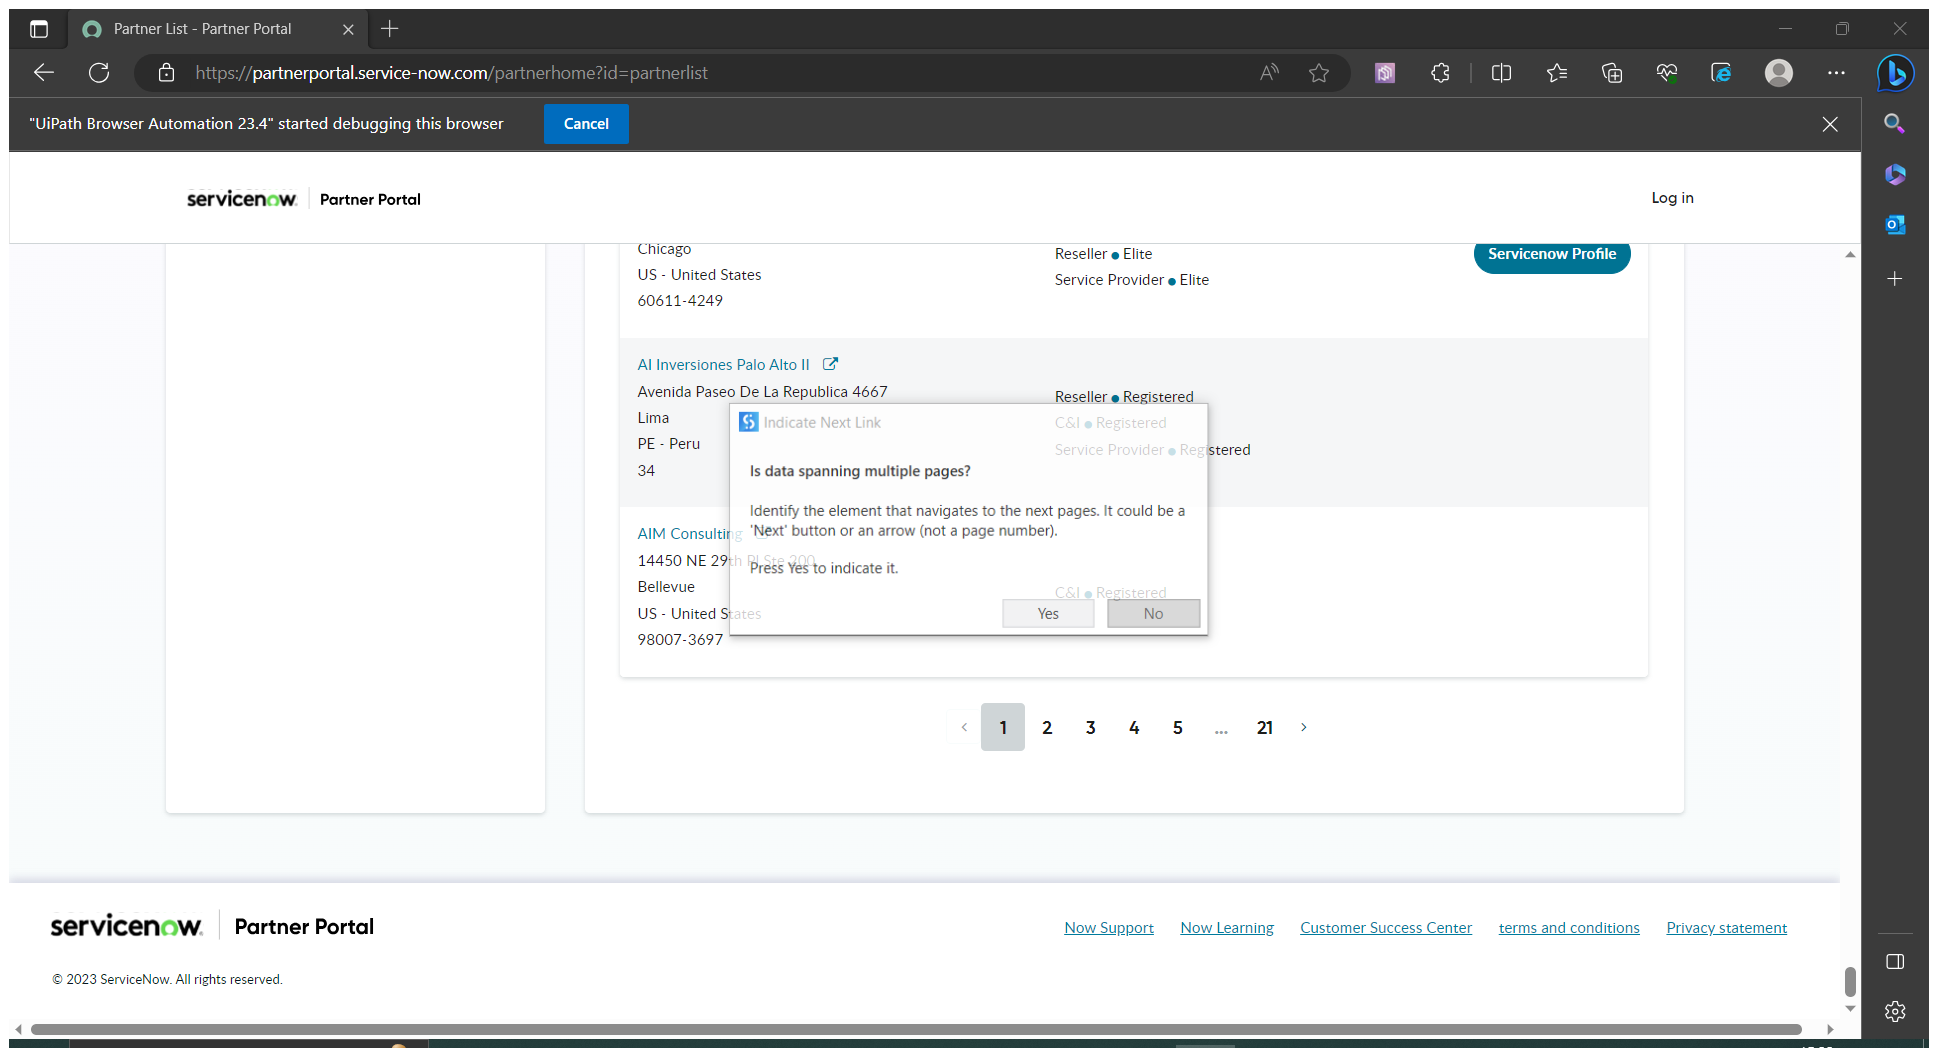 Partner List - Partner Portal
https://partnerportal.service-now.com/partnerhome?id=partnerlist
"UiPath Browser Automation 23.4" started debugging this browser
Cancel
servicenow
Partner Portal
Log in
Chicago
US - United States
60611-4249
Reseller ● Elite
Service Provider ● Elite
Servicenow Profile
AI Inversiones Palo Alto II
Avenida Paseo De La Republica 4667
Lima
PE - Peru
34
Reseller ● Registered
C&I ● Registered
Service Provider ● Registered
Indicate Next Link
Is data spanning multiple pages?
Identify the element that navigates to the next pages. It could be a
'Next' button or an arrow (not a page number).
Press Yes to indicate it.
Yes
No
AIM Consulting
14450 NE 29th Pl Ste 200
Bellevue
US - United States
98007-3697
C&I ● Registered
‹ 1 2 3 4 5 ... 21 ›
servicenow.
Partner Portal
Now Support
Now Learning
Customer Success Center
terms and conditions
Privacy statement
© 2023 ServiceNow. All rights reserved.